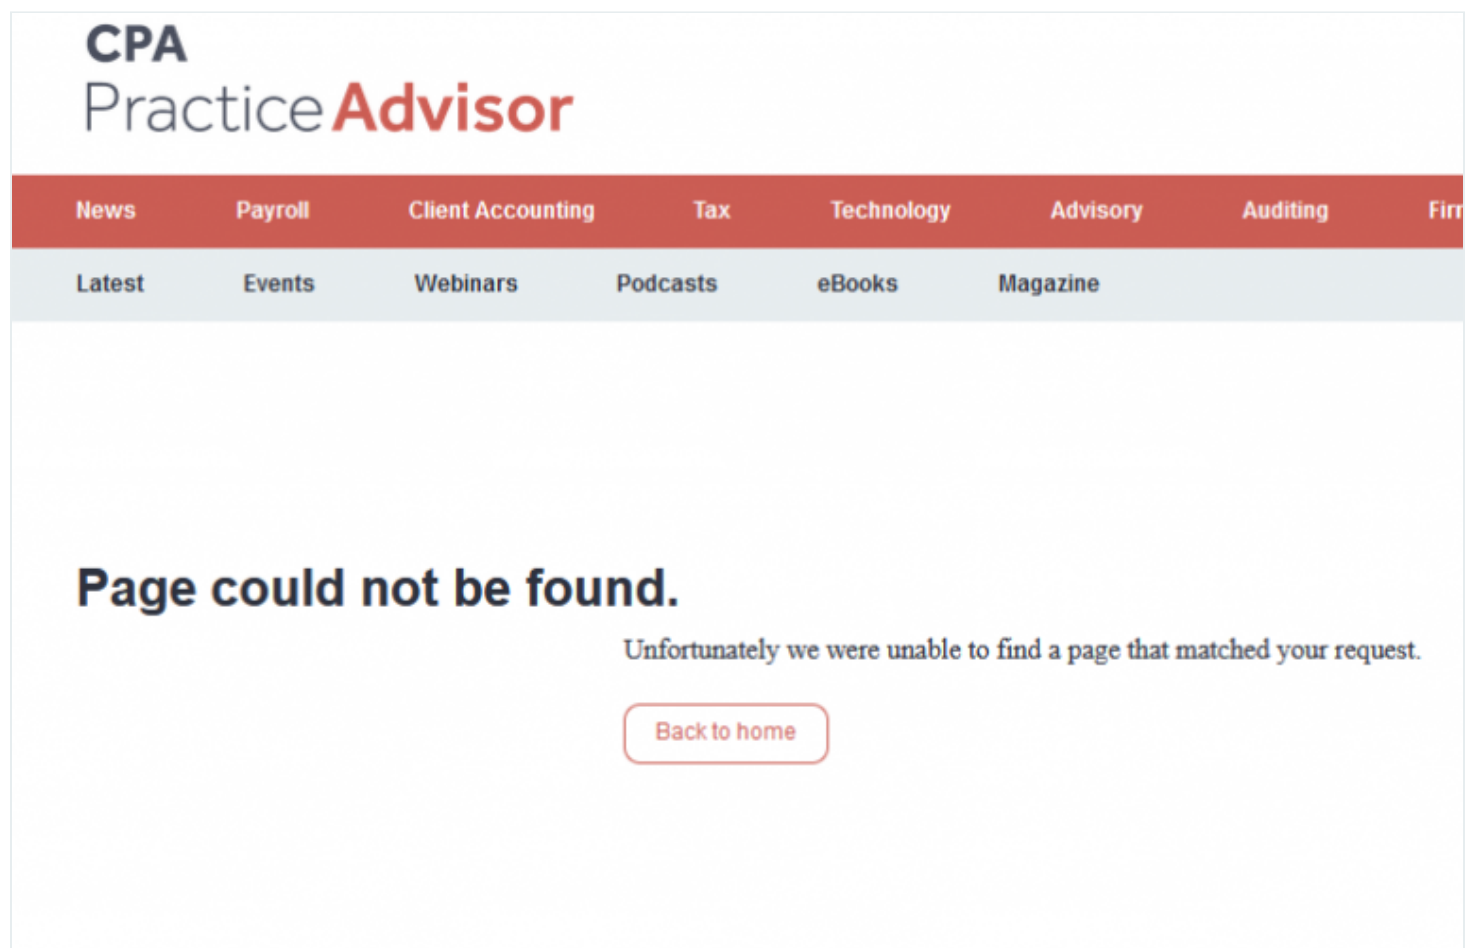 CPA
Practice Advisor
News Payroll Client Accounting Tax Technology Advisory Auditing
Latest Events Webinars Podcasts eBooks Magazine
Page could not be found.
Unfortunately we were unable to find a page that matched your request.
Back to home